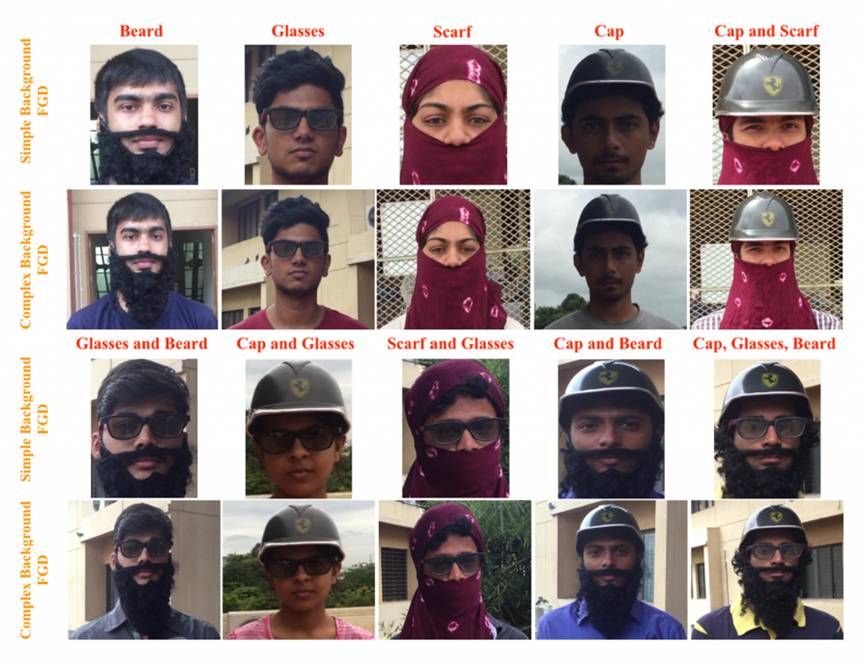 Beard Glasses Scarf Cap Cap and Scarf
Simple Background
FGD
Complex Background
FGD
Glasses and Beard Cap and Glasses Scarf and Glasses Cap and Beard Cap, Glasses, Beard
Simple Background
FGD
Complex Background
FGD